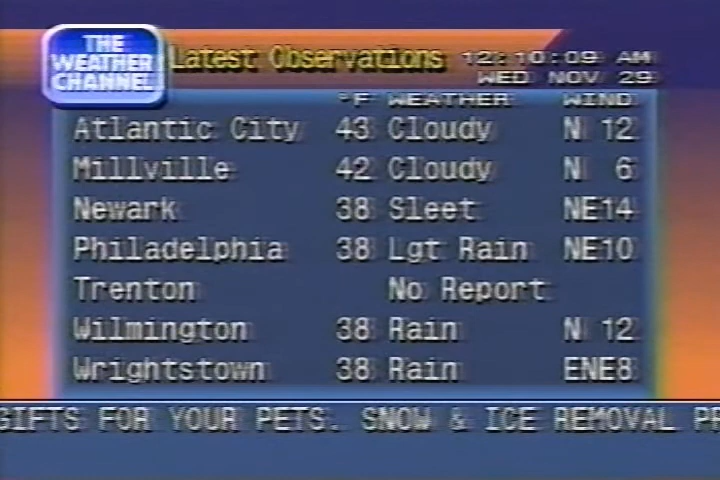 THE
WEATHER
CHANNEL
Latest Observations 12:10:09 AM
WED NOV 29
°F WEATHER WIND
Atlantic City 43 Cloudy N 12
Millville 42 Cloudy N 6
Newark 38 Sleet NE14
Philadelphia 38 Lgt Rain NE10
Trenton No Report
Wilmington 38 Rain N 12
Wrightstown 38 Rain ENE8
GIFTS FOR YOUR PETS. SNOW & ICE REMOVAL PR